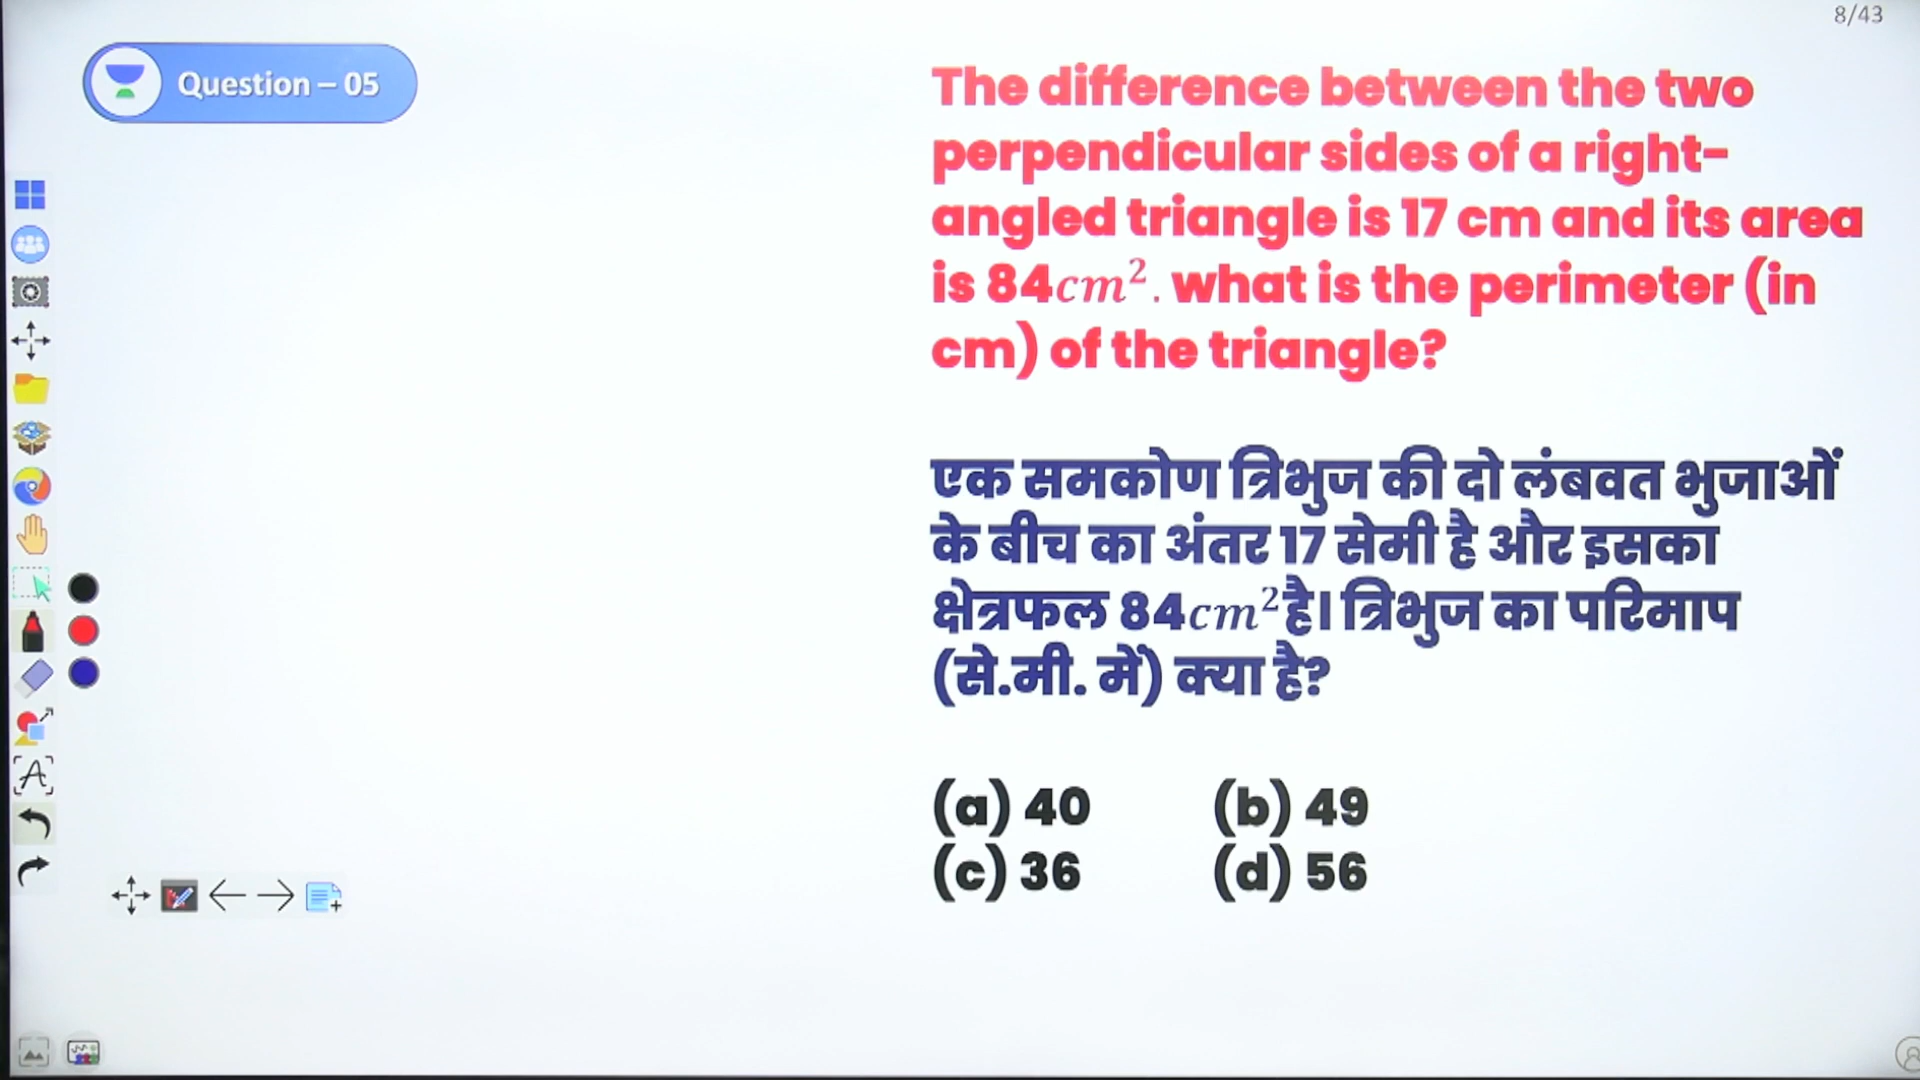 8/43
Question – 05
The difference between the two
perpendicular sides of a right-
angled triangle is 17 cm and its area
is 84cm². what is the perimeter (in
cm) of the triangle?
एक समकोण त्रिभुज की दो लंबवत भुजाओं
के बीच का अंतर 17 सेमी है और इसका
क्षेत्रफल 84cm² है। त्रिभुज का परिमाप
(से.मी. में) क्या है?
(a) 40 (b) 49
(c) 36 (d) 56